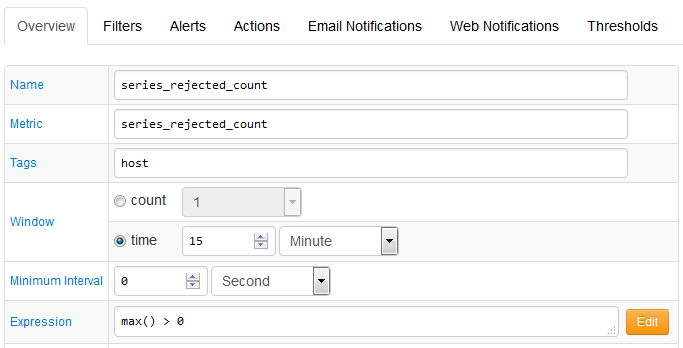 Overview Filters Alerts Actions Email Notifications Web Notifications Thresholds
Name series_rejected_count
Metric series_rejected_count
Tags host
Window count 1
time 15 Minute
Minimum Interval 0 Second
Expression max() > 0 Edit